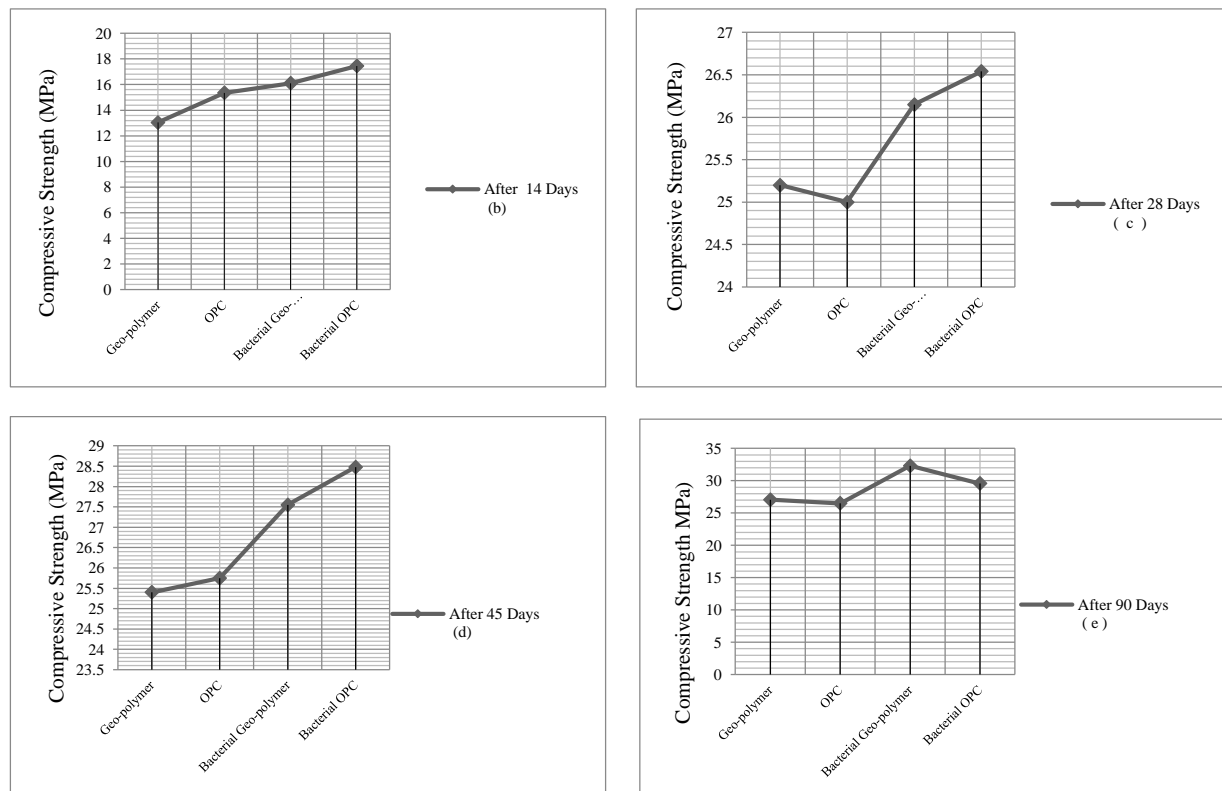 Compressive Strength (MPa)
20
18
16
14
12
10
8
6
4
2
0
Geo-polymer
OPC
Bacterial Geo-…
Bacterial OPC
After 14 Days
(b)
Compressive Strength (MPa)
27
26.5
26
25.5
25
24.5
24
Geo-polymer
OPC
Bacterial Geo-…
Bacterial OPC
After 28 Days
( c )
Compressive Strength (MPa)
29
28.5
28
27.5
27
26.5
26
25.5
25
24.5
24
23.5
Geo-polymer
OPC
Bacterial Geo-polymer
Bacterial OPC
After 45 Days
(d)
Compressive Strength MPa)
35
30
25
20
15
10
5
0
Geo-polymer
OPC
Bacterial Geo-polymer
Bacterial OPC
After 90 Days
( e )